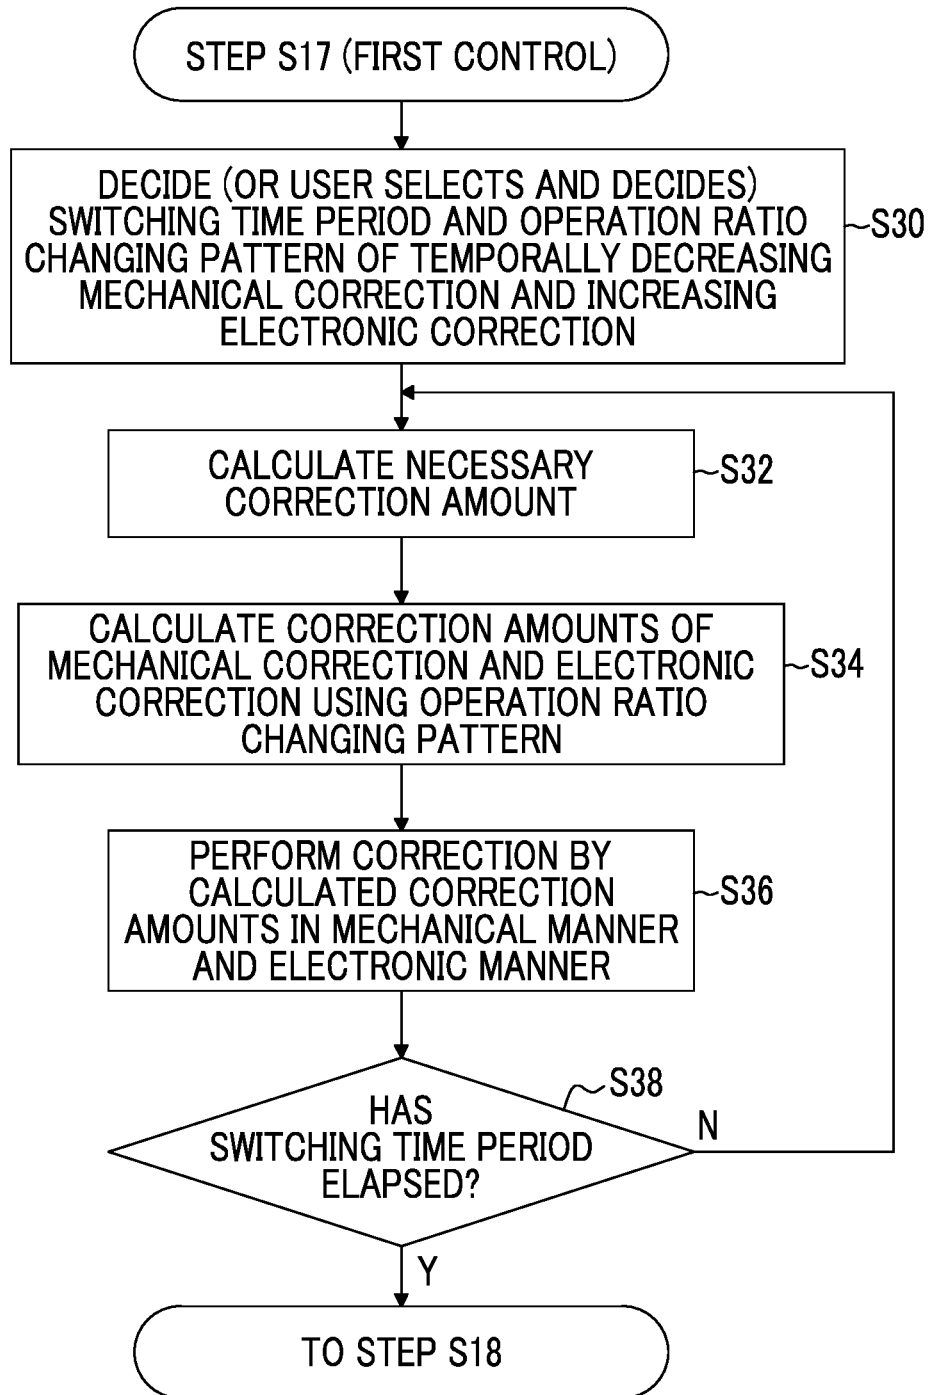 STEP S17 (FIRST CONTROL)
DECIDE (OR USER SELECTS AND DECIDES)
SWITCHING TIME PERIOD AND OPERATION RATIO
CHANGING PATTERN OF TEMPORALLY DECREASING
MECHANICAL CORRECTION AND INCREASING
ELECTRONIC CORRECTION
S30
CALCULATE NECESSARY
CORRECTION AMOUNT
S32
CALCULATE CORRECTION AMOUNTS OF
MECHANICAL CORRECTION AND ELECTRONIC
CORRECTION USING OPERATION RATIO
CHANGING PATTERN
S34
PERFORM CORRECTION BY
CALCULATED CORRECTION
AMOUNTS IN MECHANICAL MANNER
AND ELECTRONIC MANNER
S36
HAS
SWITCHING TIME PERIOD
ELAPSED?
S38
N
Y
TO STEP S18